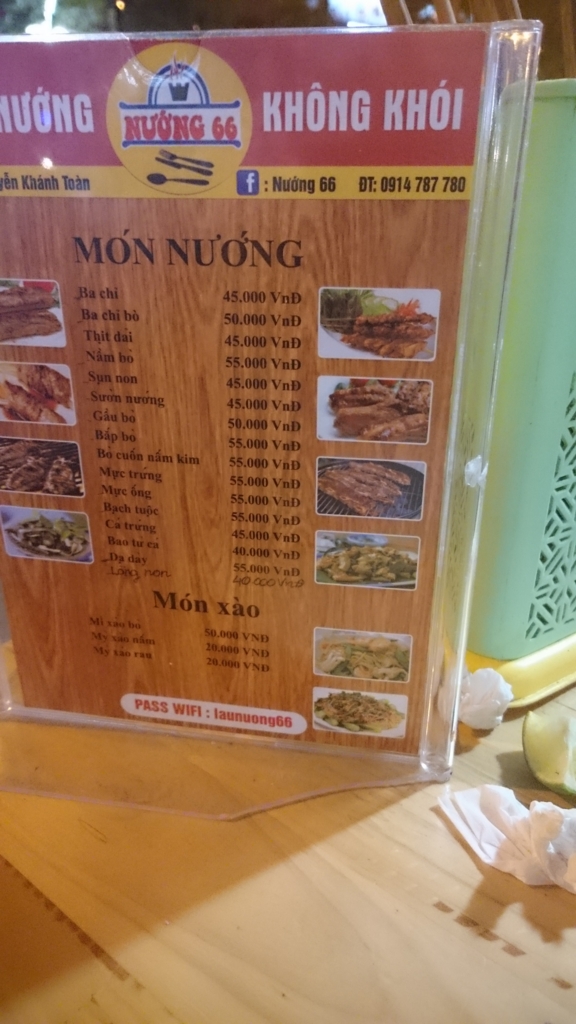 NƯỚNG NƯỚNG 66 KHÔNG KHÓI
yễn Khánh Toàn f : Nướng 66 ĐT: 0914 787 780
MÓN NƯỚNG
Ba chỉ 45.000 VnĐ
Ba chỉ bò 50.000 VnĐ
Thịt dải 45.000 VnĐ
Nầm bò 55.000 VnĐ
Sụn non 45.000 VnĐ
Sườn nướng 45.000 VnĐ
Gầu bò 50.000 VnĐ
Bắp bò 55.000 VnĐ
Bò cuốn nấm kim 55.000 VnĐ
Mực trứng 55.000 VnĐ
Mực ống 55.000 VnĐ
Bạch tuộc 55.000 VnĐ
Cá trứng 45.000 VnĐ
Bao tử cá 40.000 VnĐ
Dạ dày 55.000 VnĐ
Lòng non 40.000 VnĐ
Món xào
Mì xào bò 50.000 VNĐ
Mỳ xào nấm 20.000 VNĐ
Mỳ xào rau 20.000 VNĐ
PASS WIFI : launuong66